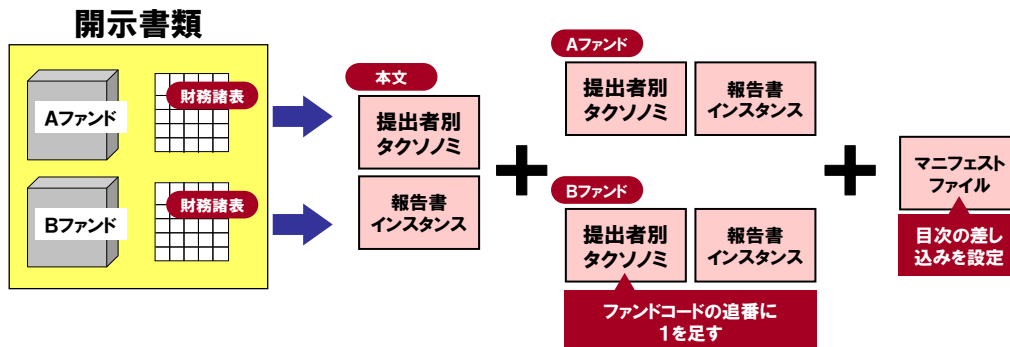 開示書類
Aファンド
財務諸表
Bファンド
財務諸表
本文
提出者別
タクソノミ
報告書
インスタンス
Aファンド
提出者別
タクソノミ
報告書
インスタンス
Bファンド
提出者別
タクソノミ
報告書
インスタンス
ファンドコードの追番に
1を足す
マニフェスト
ファイル
目次の差し
込みを設定